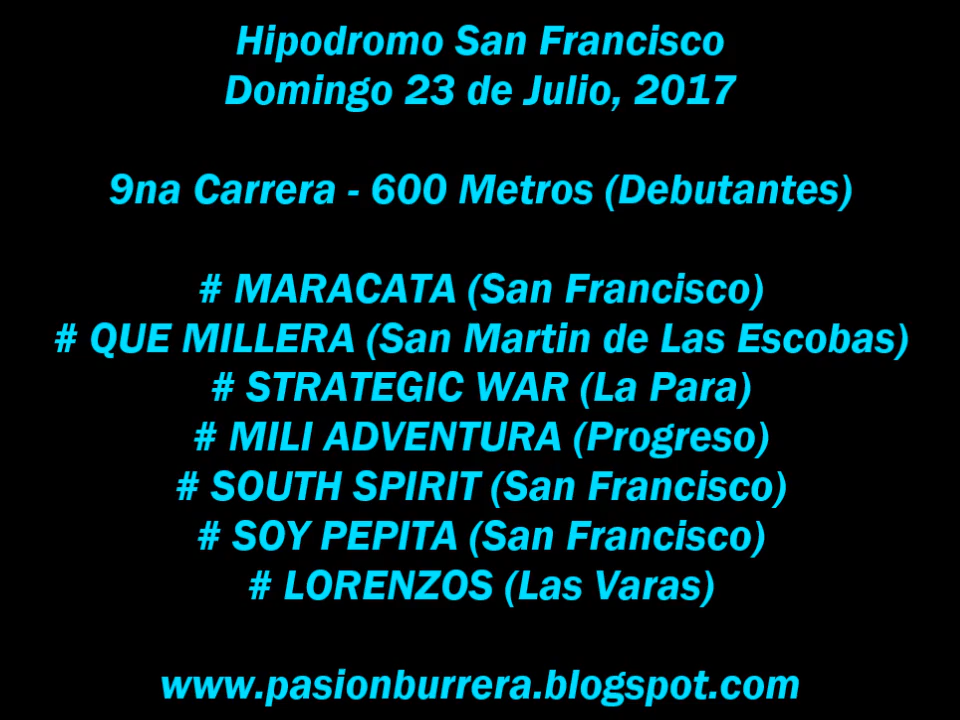 Hipodromo San Francisco
Domingo 23 de Julio, 2017
9na Carrera - 600 Metros (Debutantes)
# MARACATA (San Francisco)
# QUE MILLERA (San Martin de Las Escobas)
# STRATEGIC WAR (La Para)
# MILI ADVENTURA (Progreso)
# SOUTH SPIRIT (San Francisco)
# SOY PEPITA (San Francisco)
# LORENZOS (Las Varas)
www.pasionburrera.blogspot.com